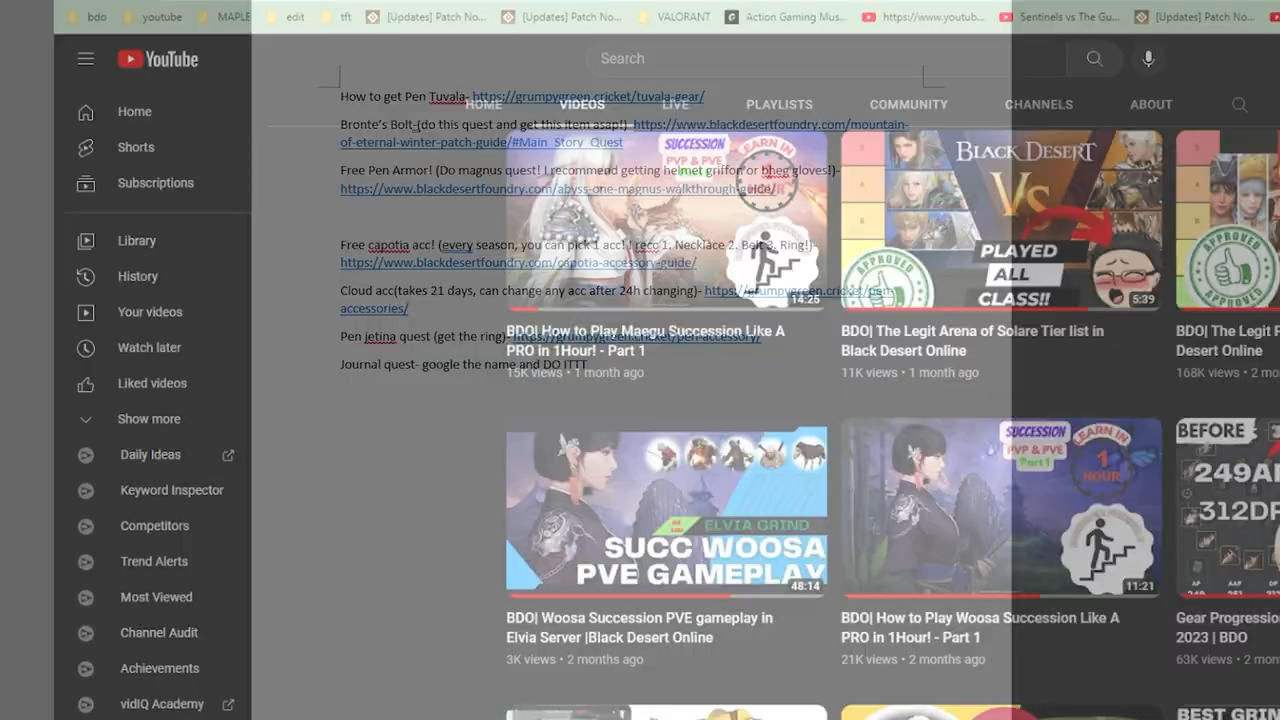 bdo
youtube
MAPLE
edit
tft
[Updates] Patch No...
[Updates] Patch No...
VALORANT
Action Gaming Mus...
https://www.youtub...
Sentinels vs The Gu...
[Updates] Patch No...
YouTube
Search
Home
Shorts
Subscriptions
Library
History
Your videos
Watch later
Liked videos
Show more
Daily Ideas
Keyword Inspector
Competitors
Trend Alerts
Most Viewed
Channel Audit
Achievements
vidIQ Academy
HOME
VIDEOS
LIVE
PLAYLISTS
COMMUNITY
CHANNELS
ABOUT
How to get Pen Tuvala- https://grumpygreen.cricket/tuvala-gear/
Bronte's Bolt-(do this quest and get this item asap!)- https://www.blackdesertfoundry.com/mountain-
of-eternal-winter-patch-guide/#Main_Story_Quest
Free Pen Armor! (Do magnus quest! I recommend getting helmet griffon or bheg gloves!)-
https://www.blackdesertfoundry.com/abyss-one-magnus-walkthrough-guide/
Free capotia acc! (every season, you can pick 1 acc! I recc 1. Necklace 2. Belt 3. Ring!)-
https://www.blackdesertfoundry.com/capotia-accessory-guide/
Cloud acc(takes 21 days, can change any acc after 24h changing)- https://grumpygreen.cricket/pen-
accessories/
Pen jetina quest (get the ring)- https://grumpygreen.cricket/pen-accessory/
Journal quest- google the name and DO ITTT
SUCCESSION
PVP & PVE
LEARN IN
HOUR
14:25
BDO| How to Play Maegu Succession Like A
PRO in 1Hour! - Part 1
15K views • 1 month ago
BLACK DESERT
Vs
PLAYED
ALL
CLASS!!
APPROVED
5:39
BDO| The Legit Arena of Solare Tier list in
Black Desert Online
11K views • 1 month ago
APPROVED
BDO| The Legit
Desert Online
168K views • 2 mo
ELVIA GRIND
SUCC WOOSA
PVE GAMEPLAY
48:14
BDO| Woosa Succession PVE gameplay in
Elvia Server |Black Desert Online
3K views • 2 months ago
SUCCESSION
PVP & PVE
Part 1
LEARN IN
1
HOUR
11:21
BDO| How to Play Woosa Succession Like A
PRO in 1Hour! - Part 1
21K views • 2 months ago
BEFORE
249A
312DP
Gear Progressio
2023 | BDO
63K views • 2 mon
BEST GRIN